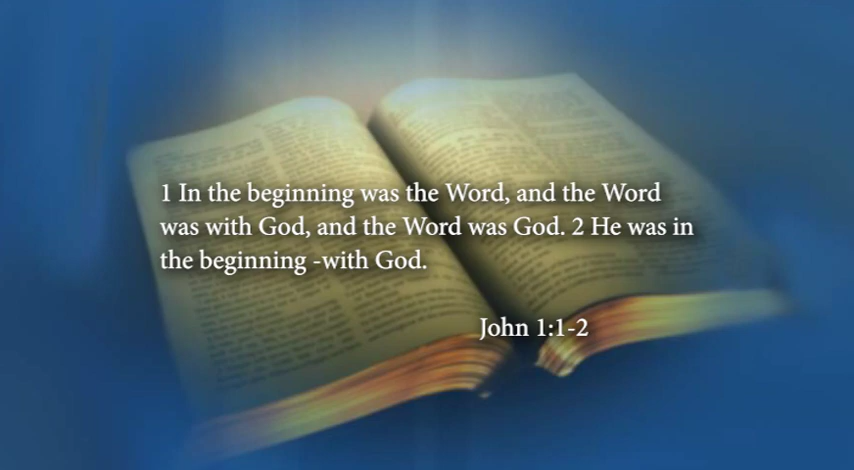 1 In the beginning was the Word, and the Word
was with God, and the Word was God. 2 He was in
the beginning -with God.
John 1:1-2